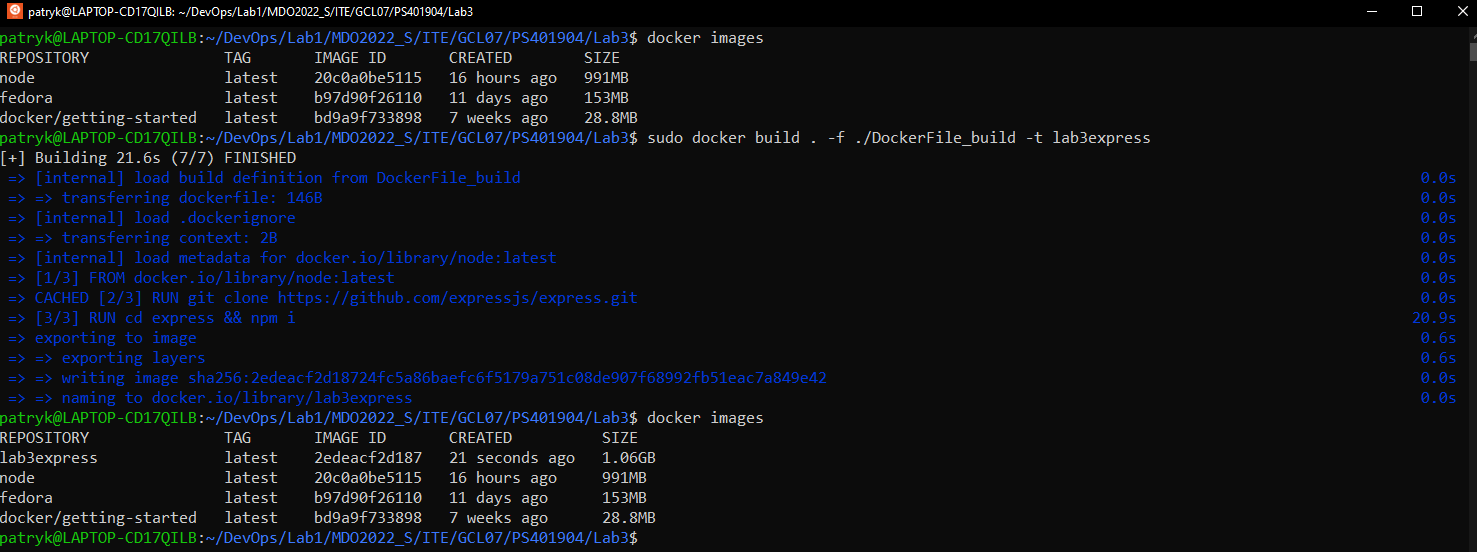 patryk@LAPTOP-CD17QILB: ~/DevOps/Lab1/MDO2022_S/ITE/GCL07/PS401904/Lab3
patryk@LAPTOP-CD17QILB:~/DevOps/Lab1/MDO2022_S/ITE/GCL07/PS401904/Lab3$ docker images
REPOSITORY TAG IMAGE ID CREATED SIZE
node latest 20c0a0be5115 16 hours ago 991MB
fedora latest b97d90f26110 11 days ago 153MB
docker/getting-started latest bd9a9f733898 7 weeks ago 28.8MB
patryk@LAPTOP-CD17QILB:~/DevOps/Lab1/MDO2022_S/ITE/GCL07/PS401904/Lab3$ sudo docker build . -f ./DockerFile_build -t lab3express
[+] Building 21.6s (7/7) FINISHED
=> [internal] load build definition from DockerFile_build 0.0s
=> => transferring dockerfile: 146B 0.0s
=> [internal] load .dockerignore 0.0s
=> => transferring context: 2B 0.0s
=> [internal] load metadata for docker.io/library/node:latest 0.0s
=> [1/3] FROM docker.io/library/node:latest 0.0s
=> CACHED [2/3] RUN git clone https://github.com/expressjs/express.git 0.0s
=> [3/3] RUN cd express && npm i 20.9s
=> exporting to image 0.6s
=> => exporting layers 0.6s
=> => writing image sha256:2edeacf2d18724fc5a86baefc6f5179a751c08de907f68992fb51eac7a849e42 0.0s
=> => naming to docker.io/library/lab3express 0.0s
patryk@LAPTOP-CD17QILB:~/DevOps/Lab1/MDO2022_S/ITE/GCL07/PS401904/Lab3$ docker images
REPOSITORY TAG IMAGE ID CREATED SIZE
lab3express latest 2edeacf2d187 21 seconds ago 1.06GB
node latest 20c0a0be5115 16 hours ago 991MB
fedora latest b97d90f26110 11 days ago 153MB
docker/getting-started latest bd9a9f733898 7 weeks ago 28.8MB
patryk@LAPTOP-CD17QILB:~/DevOps/Lab1/MDO2022_S/ITE/GCL07/PS401904/Lab3$